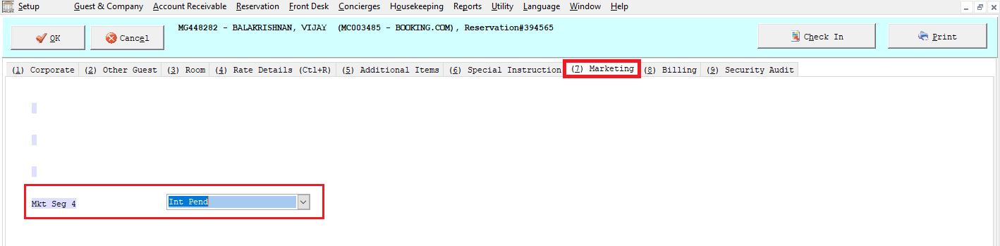 Setup Guest & Company Account Receivable Reservation Front Desk Concierges Housekeeping Reports Utility Language Window Help
MG448282 - BALAKRISHNAN, VIJAY (MC003485 - BOOKING.COM), Reservation#394565
OK Cancel Check In Print
(1) Corporate (2) Other Guest (3) Room (4) Rate Details (Ctl+R) (5) Additional Items (6) Special Instruction (7) Marketing (8) Billing (9) Security Audit
Mkt Seg 4 Int Pend